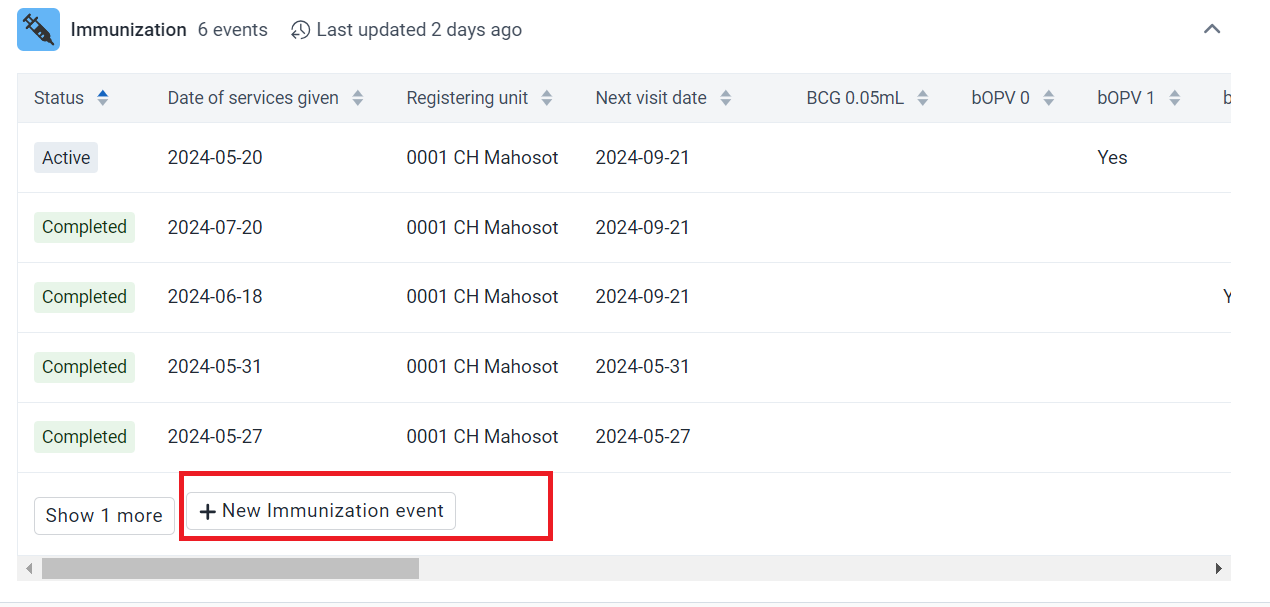 Immunization 6 events Last updated 2 days ago
Status Date of services given Registering unit Next visit date BCG 0.05mL bOPV 0 bOPV 1 b
Active 2024-05-20 0001 CH Mahosot 2024-09-21 Yes
Completed 2024-07-20 0001 CH Mahosot 2024-09-21
Completed 2024-06-18 0001 CH Mahosot 2024-09-21 Y
Completed 2024-05-31 0001 CH Mahosot 2024-05-31
Completed 2024-05-27 0001 CH Mahosot 2024-05-27
Show 1 more + New Immunization event